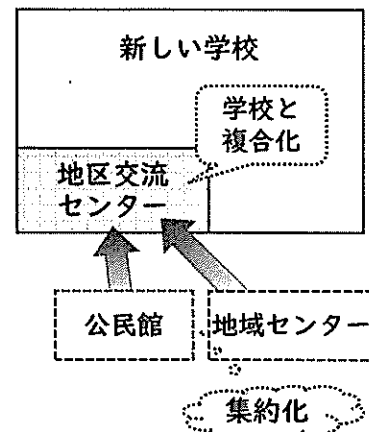 新しい学校
学校と
複合化
地区交流
センター
公民館
地域センター
集約化